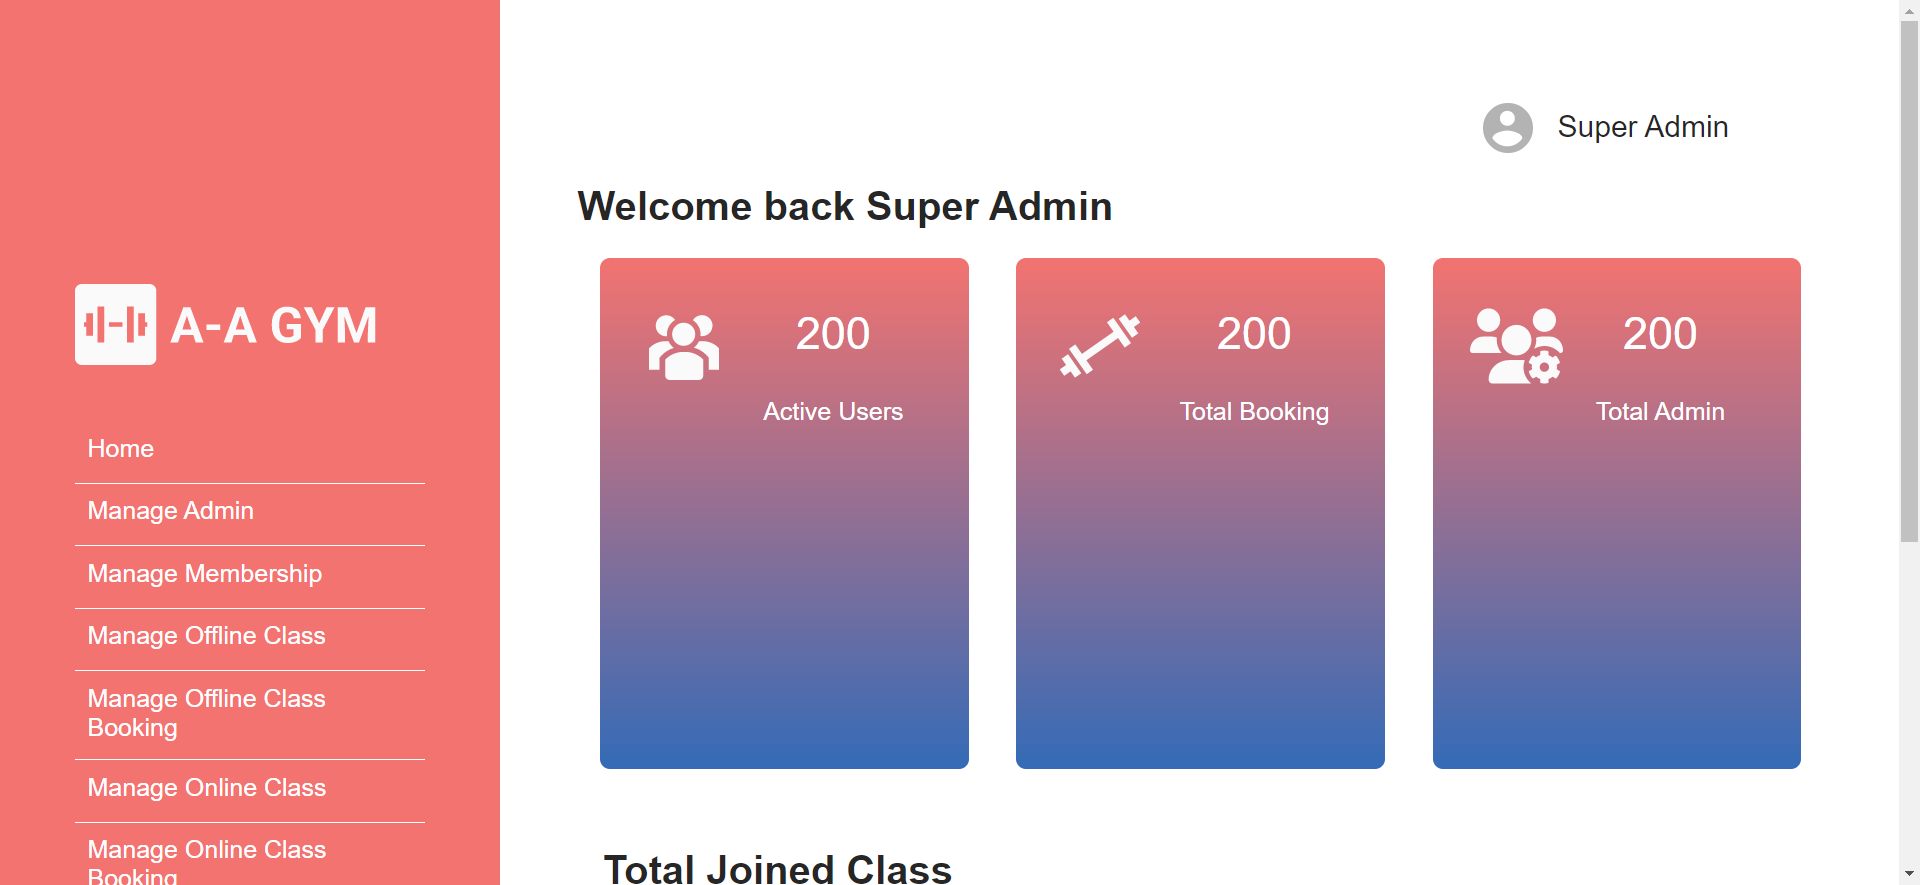 A-A GYM
Home
Manage Admin
Manage Membership
Manage Offline Class
Manage Offline Class
Booking
Manage Online Class
Manage Online Class
Booking
Super Admin
Welcome back Super Admin
200
Active Users
200
Total Booking
200
Total Admin
Total Joined Class